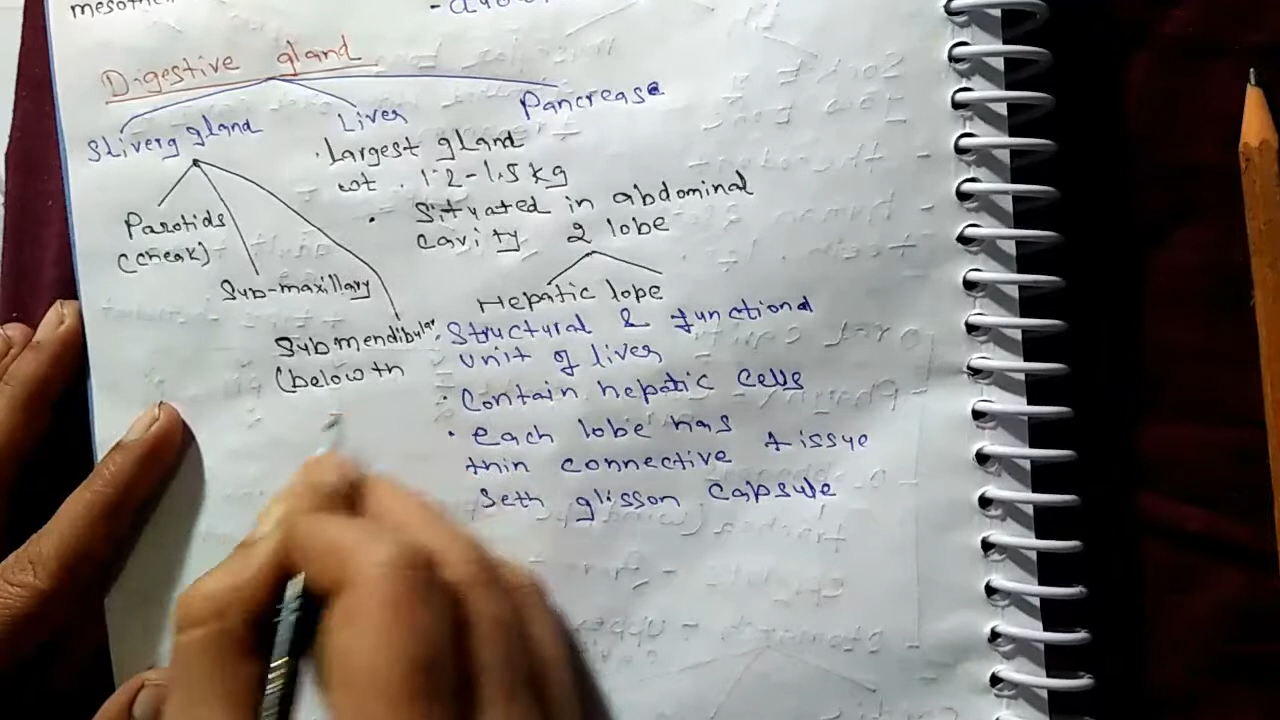 Digestive gland
Sliverg gland
Liver
Pancrease
Parotids
(cheak)
Sub-maxillary
Submendibular
(below th
. Largest gland
wt. 1.2-1.5 kg
. Situated in abdominal
cavity 2 lobe
Hepatic lobe
. Structural & functional
unit of liver
. Contain hepatic cells
. each lobe has
thin connective tissye
Seth glisson capsule